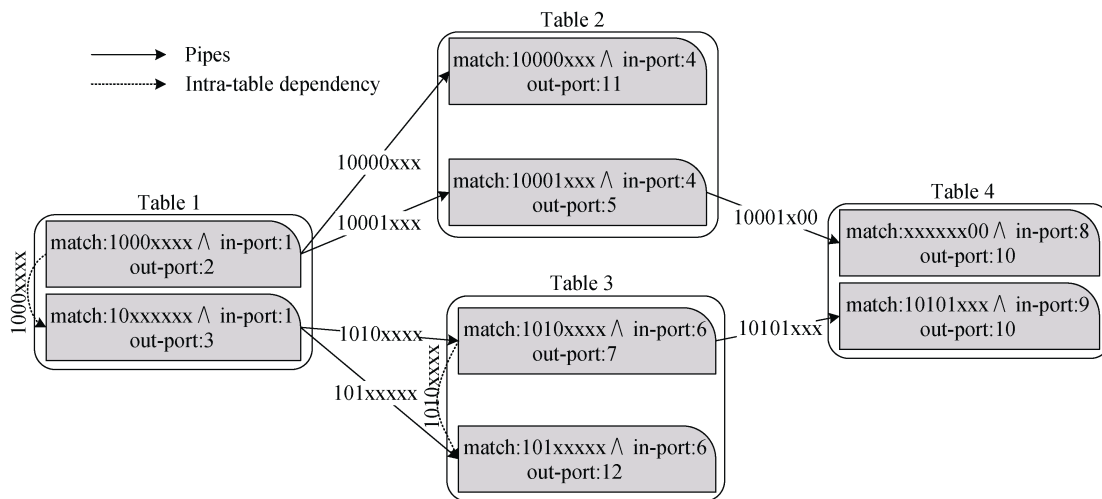 Table 2
Pipes
Intra-table dependency
match:10000xxx /\ in-port:4
out-port:11
10000xxx
match:10001xxx /\ in-port:4
out-port:5
10001xxx
10001x00
Table 1
match:1000xxxx /\ in-port:1
out-port:2
1000xxxx
match:10xxxxxx /\ in-port:1
out-port:3
Table 4
match:xxxxxx00 /\ in-port:8
out-port:10
match:10101xxx /\ in-port:9
out-port:10
Table 3
1010xxxx
match:1010xxxx /\ in-port:6
out-port:7
10101xxx
101xxxxx
1010xxxx
match:101xxxxx /\ in-port:6
out-port:12